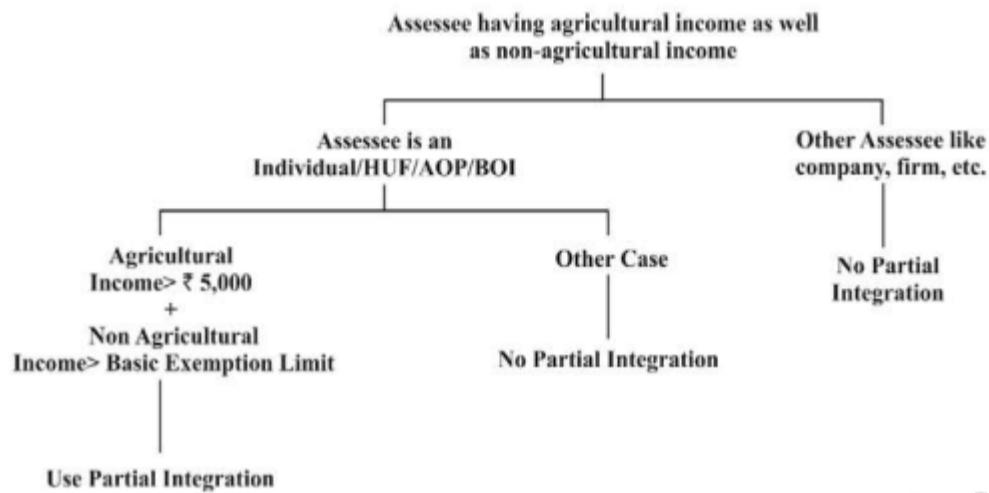 Assessee having agricultural income as well
as non-agricultural income
Assessee is an
Individual/HUF/AOP/BOI
Other Assessee like
company, firm, etc.
Agricultural
Income> ₹ 5,000
+
Non Agricultural
Income> Basic Exemption Limit
Other Case
No Partial
Integration
No Partial Integration
Use Partial Integration